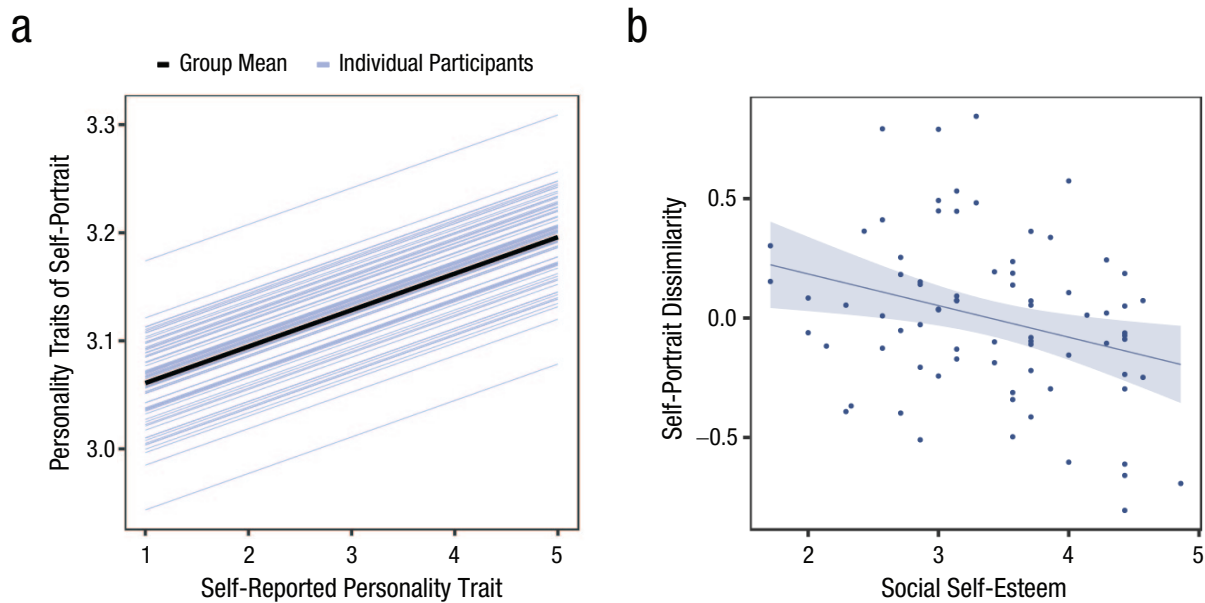 a
Group Mean Individual Participants
Personality Traits of Self-Portrait
3.3
3.2
3.1
3.0
1 2 3 4 5
Self-Reported Personality Trait
b
Self-Portrait Dissimilarity
0.5
0.0
−0.5
2 3 4 5
Social Self-Esteem